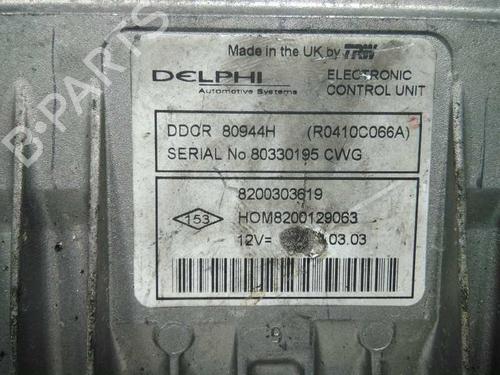 Made in the UK by TRW
DELPHI
Automotive Systems
ELECTRONIC
CONTROL UNIT
DDCR 80944H (R0410C066A)
SERIAL No 80330195 CWG
8200303619
153
HOM8200129063
12V= 03.03
9
B-PARTS